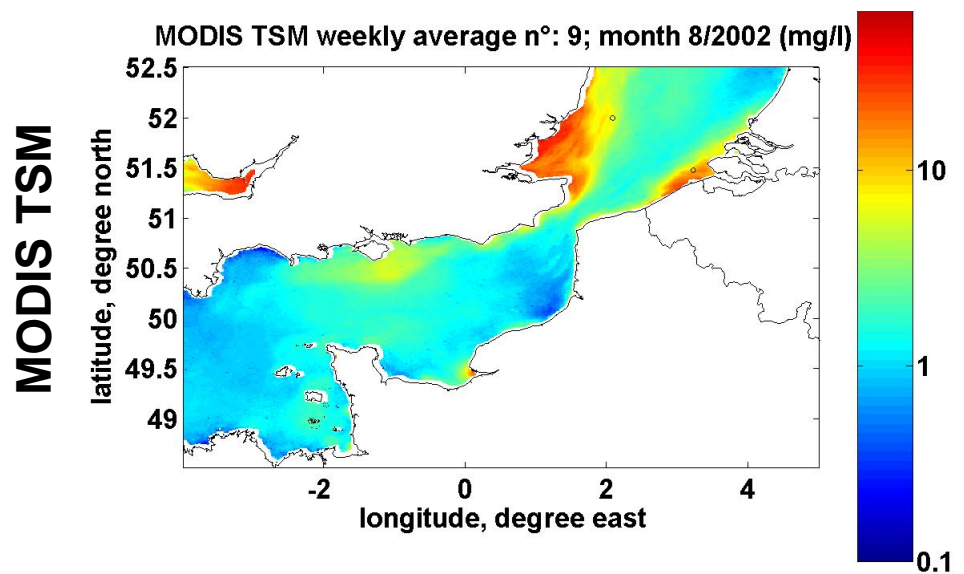 MODIS TSM weekly average n°: 9; month 8/2002 (mg/l)
MODIS TSM
latitude, degree north
52.5
52
51.5
51
50.5
50
49.5
49
-2 0 2 4
longitude, degree east
10
1
0.1